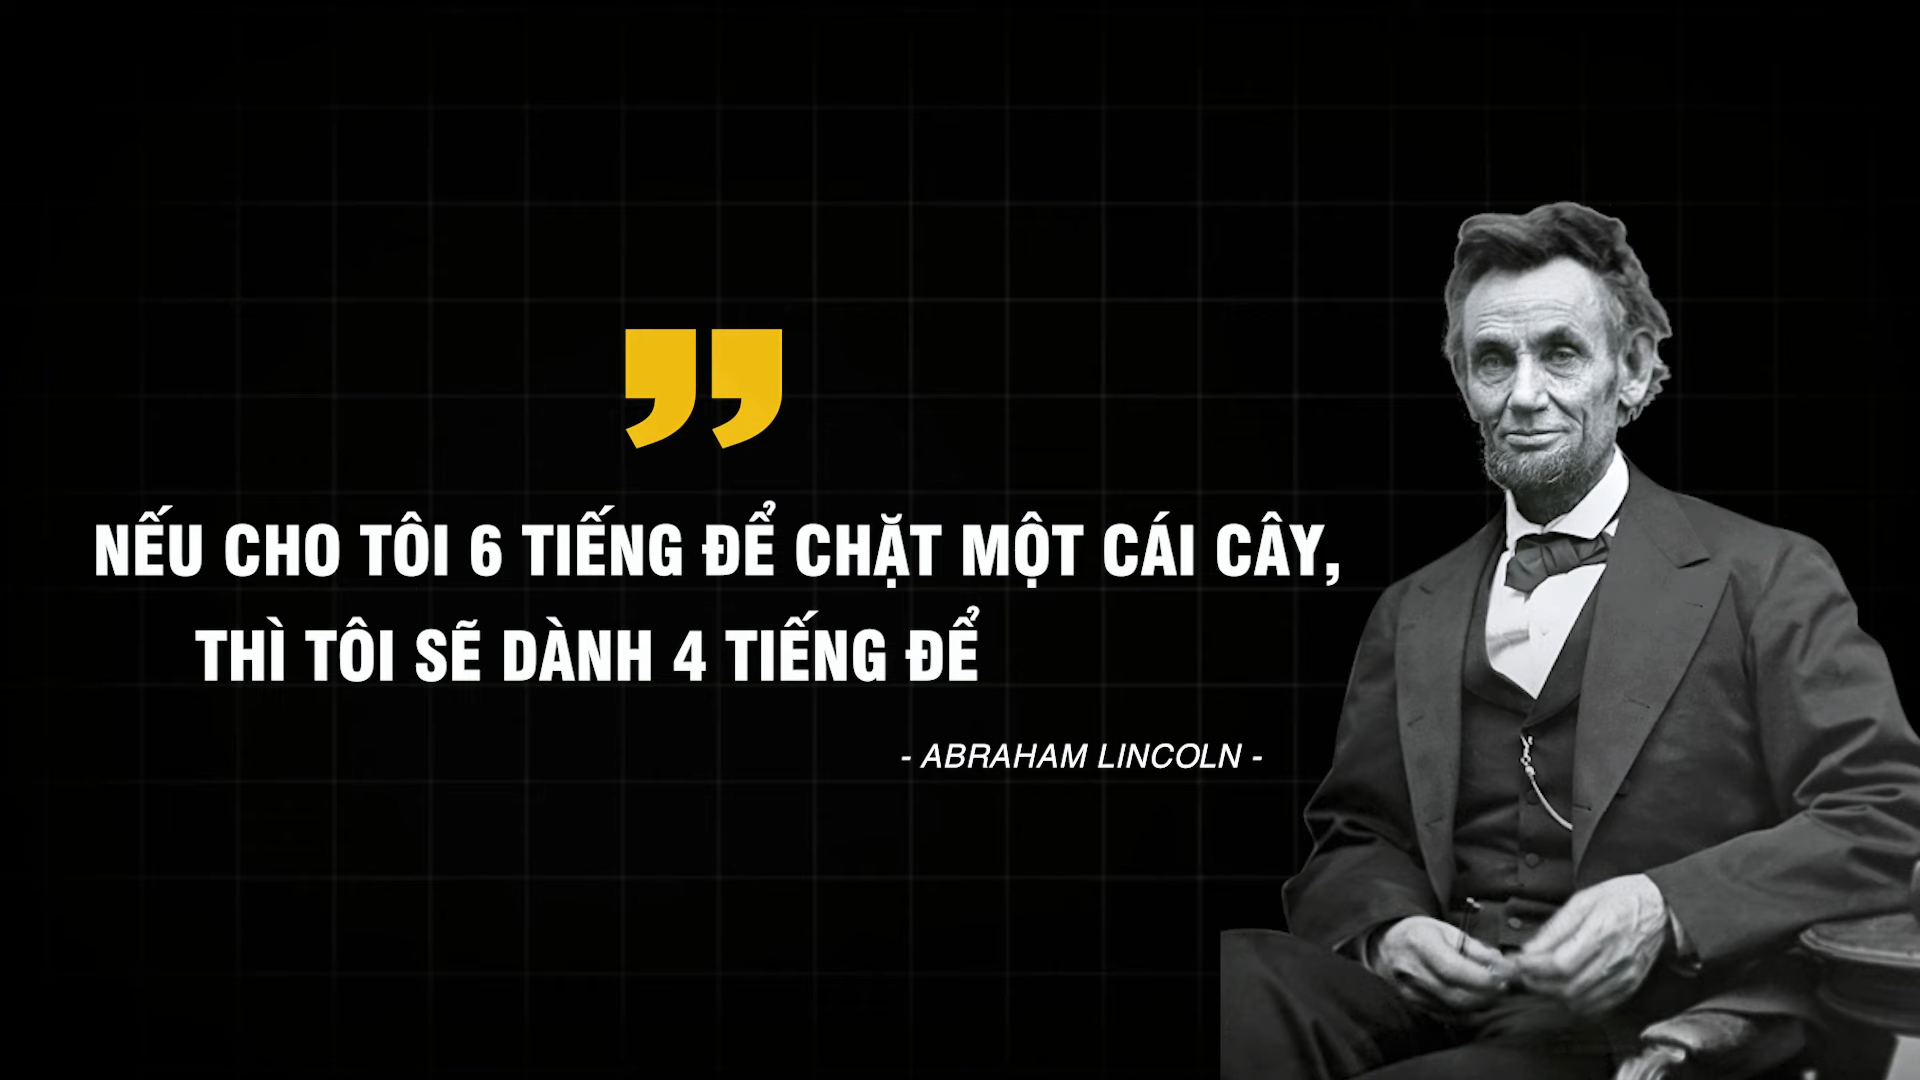 ”
NẾU CHO TÔI 6 TIẾNG ĐỂ CHẶT MỘT CÁI CÂY,
THÌ TÔI SẼ DÀNH 4 TIẾNG ĐỂ
- ABRAHAM LINCOLN -